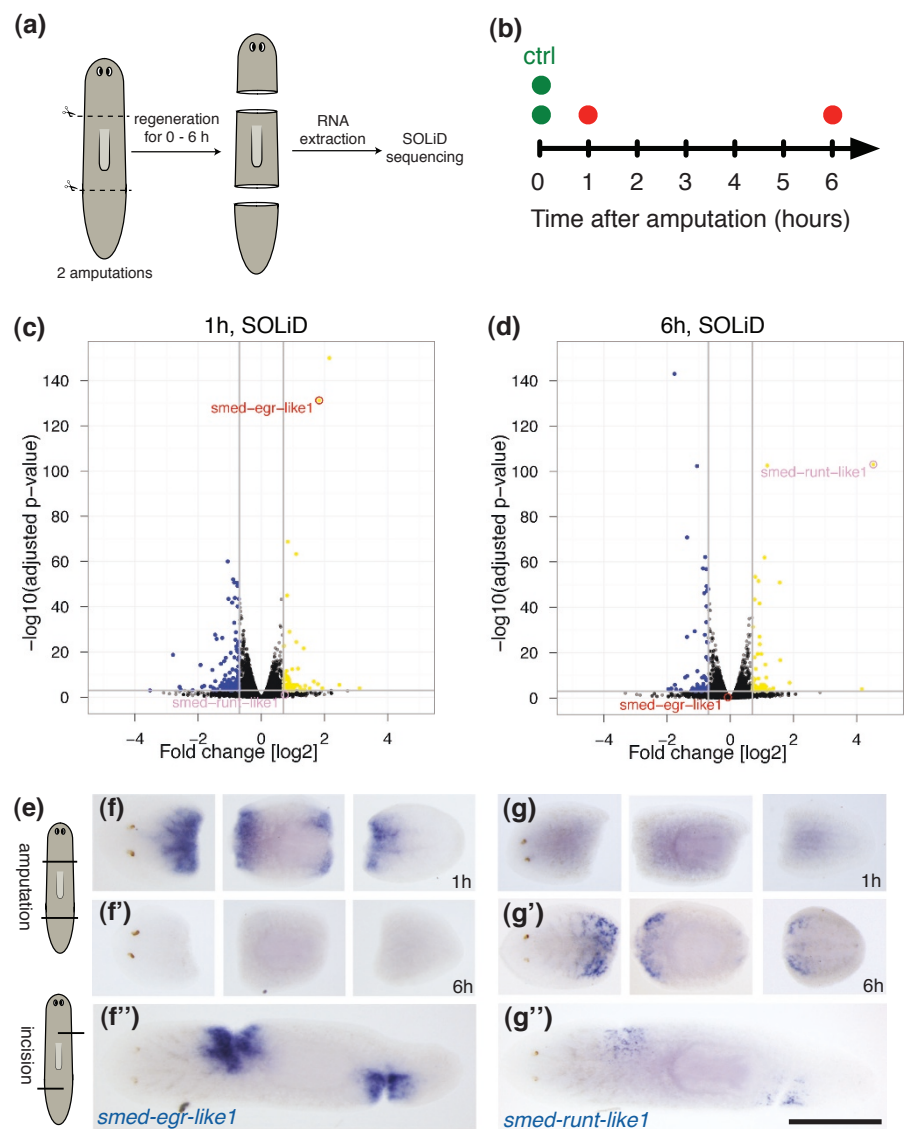 (a)
regeneration
for 0 - 6 h
RNA
extraction
SOLiD
sequencing
2 amputations
(b)
ctrl
0 1 2 3 4 5 6
Time after amputation (hours)
(c)
1h, SOLiD
−log10(adjusted p−value)
140
120
100
80
60
40
20
0
smed−egr−like1
smed−runt−like1
−4 −2 0 2 4
Fold change [log2]
(d)
6h, SOLiD
−log10(adjusted p−value)
140
120
100
80
60
40
20
0
smed−runt−like1
smed−egr−like1
−4 −2 0 2 4
Fold change [log2]
(e)
amputation
incision
(f)
1h
(f')
6h
(f'')
smed-egr-like1
(g)
1h
(g')
6h
(g'')
smed-runt-like1